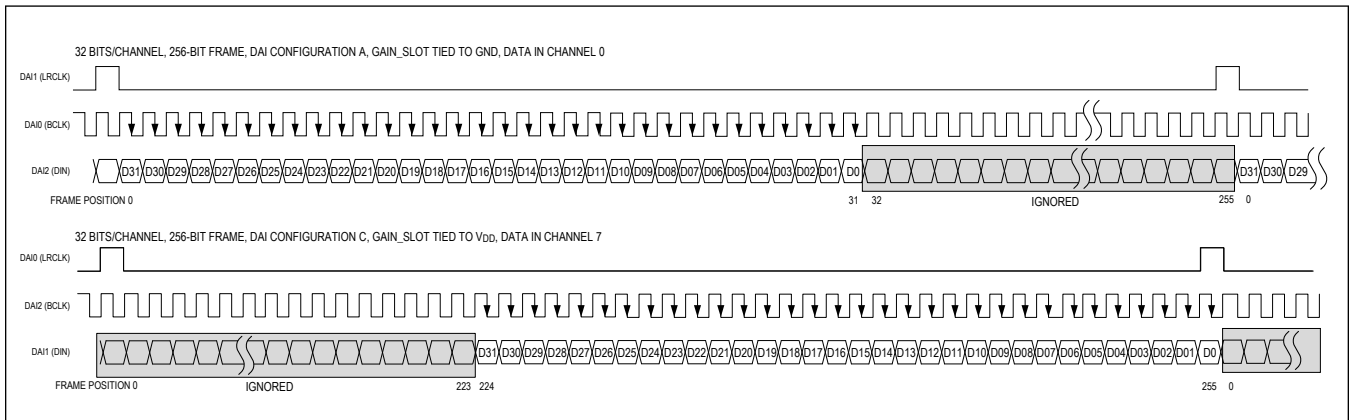 32 BITS/CHANNEL, 256-BIT FRAME, DAI CONFIGURATION A, GAIN_SLOT TIED TO GND, DATA IN CHANNEL 0
DAI1 (LRCLK)
DAI0 (BCLK)
DAI2 (DIN) D31 D30 D29 D28 D27 D26 D25 D24 D23 D22 D21 D20 D19 D18 D17 D16 D15 D14 D13 D12 D11 D10 D09 D08 D07 D06 D05 D04 D03 D02 D01 D0 D31 D30 D29
FRAME POSITION 0 31 32 IGNORED 255 0
32 BITS/CHANNEL, 256-BIT FRAME, DAI CONFIGURATION C, GAIN_SLOT TIED TO VDD, DATA IN CHANNEL 7
DAI0 (LRCLK)
DAI2 (BCLK)
DAI1 (DIN) D31 D30 D29 D28 D27 D26 D25 D24 D23 D22 D21 D20 D19 D18 D17 D16 D15 D14 D13 D12 D11 D10 D09 D08 D07 D06 D05 D04 D03 D02 D01 D0
FRAME POSITION 0 IGNORED 223 224 255 0